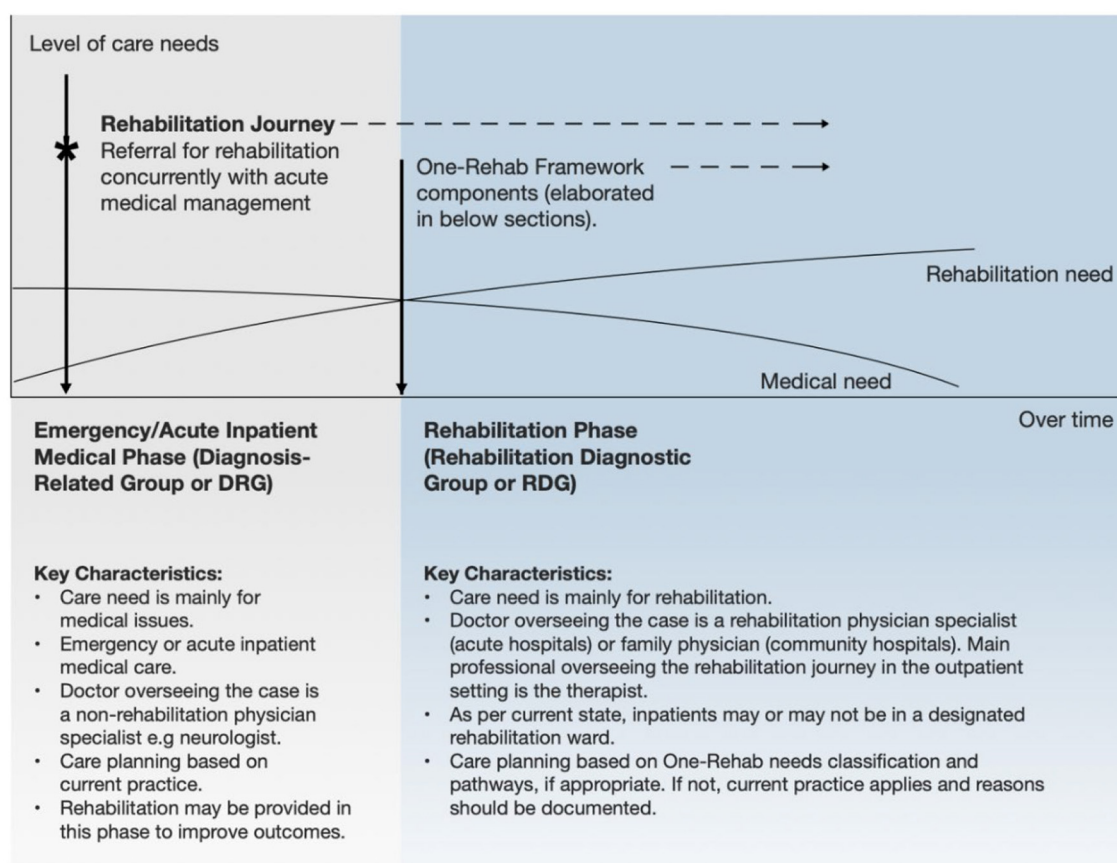 Level of care needs
Rehabilitation Journey
Referral for rehabilitation
concurrently with acute
medical management
One-Rehab Framework
components (elaborated
in below sections).
Rehabilitation need
Medical need
Over time
Emergency/Acute Inpatient
Medical Phase (Diagnosis-
Related Group or DRG)
Key Characteristics:
• Care need is mainly for
medical issues.
• Emergency or acute inpatient
medical care.
• Doctor overseeing the case is
a non-rehabilitation physician
specialist e.g neurologist.
• Care planning based on
current practice.
• Rehabilitation may be provided in
this phase to improve outcomes.
Rehabilitation Phase
(Rehabilitation Diagnostic
Group or RDG)
Key Characteristics:
• Care need is mainly for rehabilitation.
• Doctor overseeing the case is a rehabilitation physician specialist
(acute hospitals) or family physician (community hospitals). Main
professional overseeing the rehabilitation journey in the outpatient
setting is the therapist.
• As per current state, inpatients may or may not be in a designated
rehabilitation ward.
• Care planning based on One-Rehab needs classification and
pathways, if appropriate. If not, current practice applies and reasons
should be documented.